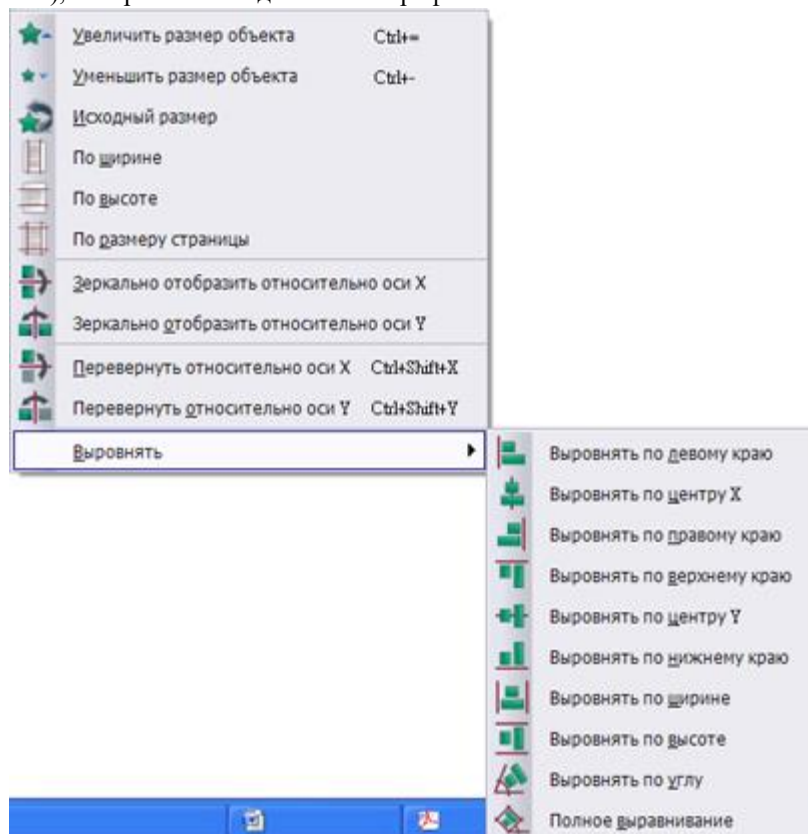 Увеличить размер объекта Ctrl+=
Уменьшить размер объекта Ctrl+-
Исходный размер
По ширине
По высоте
По размеру страницы
Зеркально отобразить относительно оси X
Зеркально отобразить относительно оси Y
Перевернуть относительно оси X Ctrl+Shift+X
Перевернуть относительно оси Y Ctrl+Shift+Y
Выровнять
Выровнять по левому краю
Выровнять по центру X
Выровнять по правому краю
Выровнять по верхнему краю
Выровнять по центру Y
Выровнять по нижнему краю
Выровнять по ширине
Выровнять по высоте
Выровнять по углу
Полное выравнивание